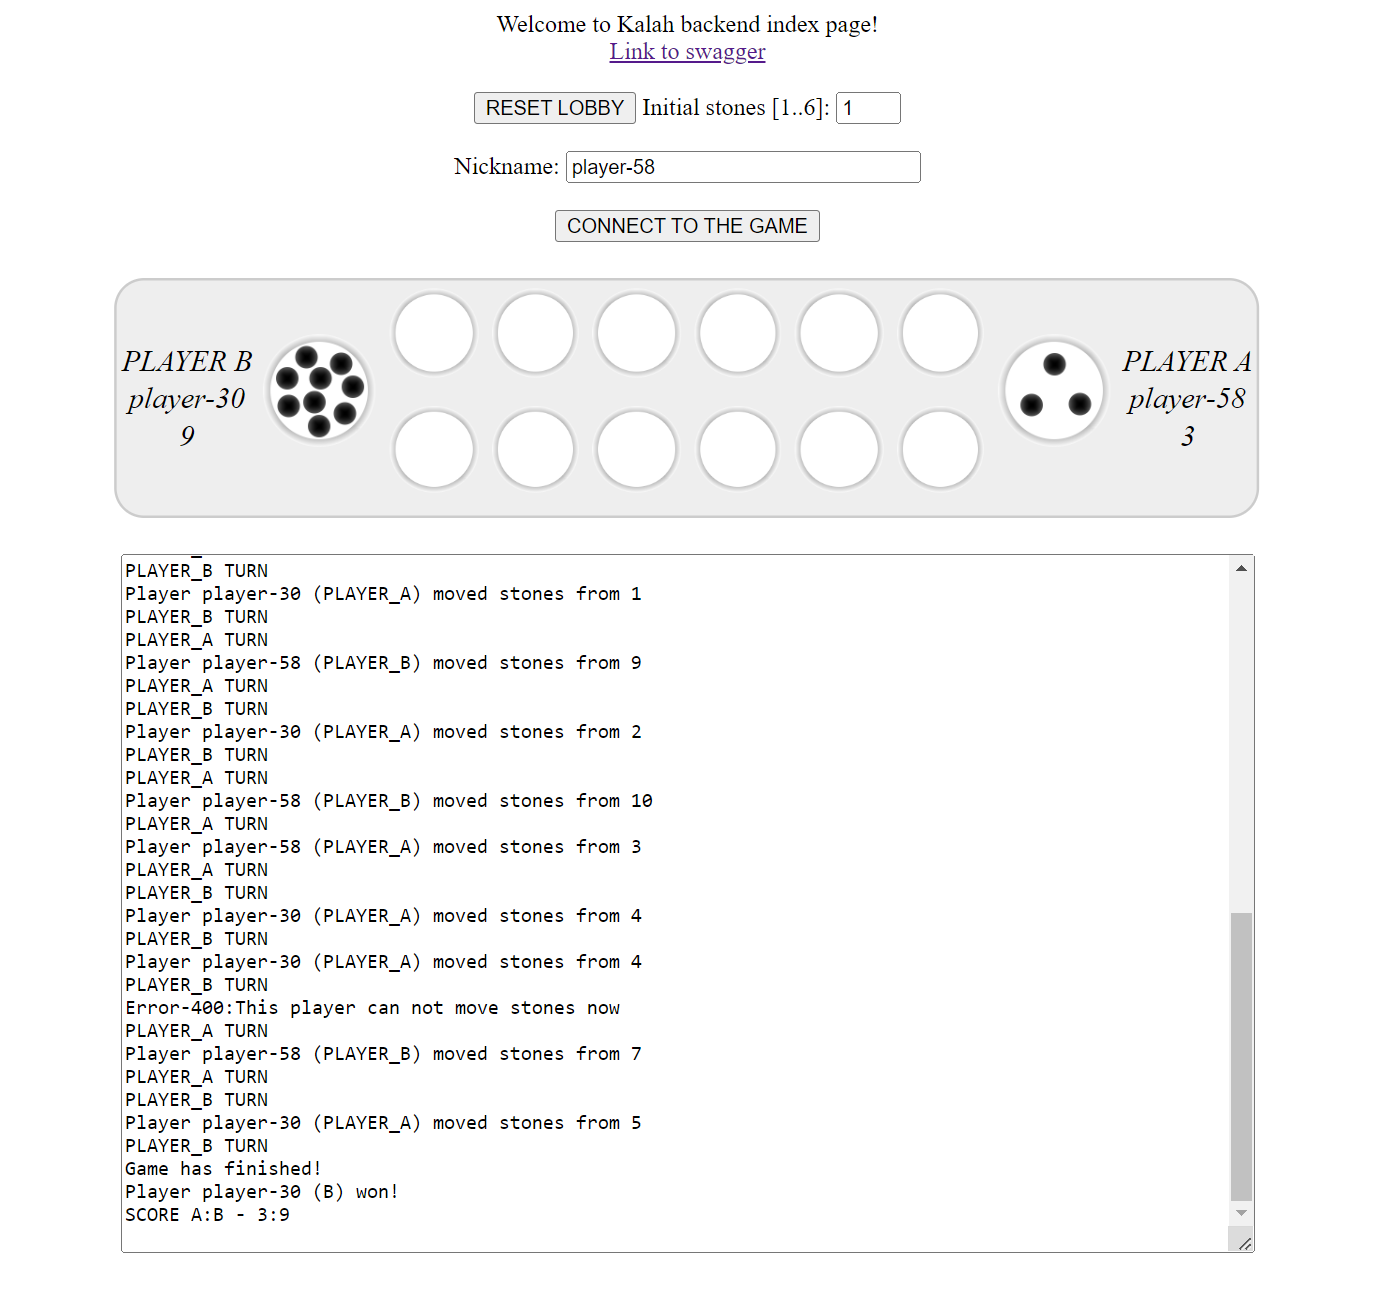 Welcome to Kalah backend index page!
Link to swagger
RESET LOBBY Initial stones [1..6]: 1
Nickname: player-58
CONNECT TO THE GAME
PLAYER B
player-30
9
PLAYER A
player-58
3
PLAYER_B TURN
Player player-30 (PLAYER_A) moved stones from 1
PLAYER_B TURN
PLAYER_A TURN
Player player-58 (PLAYER_B) moved stones from 9
PLAYER_A TURN
PLAYER_B TURN
Player player-30 (PLAYER_A) moved stones from 2
PLAYER_B TURN
PLAYER_A TURN
Player player-58 (PLAYER_B) moved stones from 10
PLAYER_A TURN
Player player-58 (PLAYER_A) moved stones from 3
PLAYER_A TURN
PLAYER_B TURN
Player player-30 (PLAYER_A) moved stones from 4
PLAYER_B TURN
Player player-30 (PLAYER_A) moved stones from 4
PLAYER_B TURN
Error-400:This player can not move stones now
PLAYER_A TURN
Player player-58 (PLAYER_B) moved stones from 7
PLAYER_A TURN
PLAYER_B TURN
Player player-30 (PLAYER_A) moved stones from 5
PLAYER_B TURN
Game has finished!
Player player-30 (B) won!
SCORE A:B - 3:9